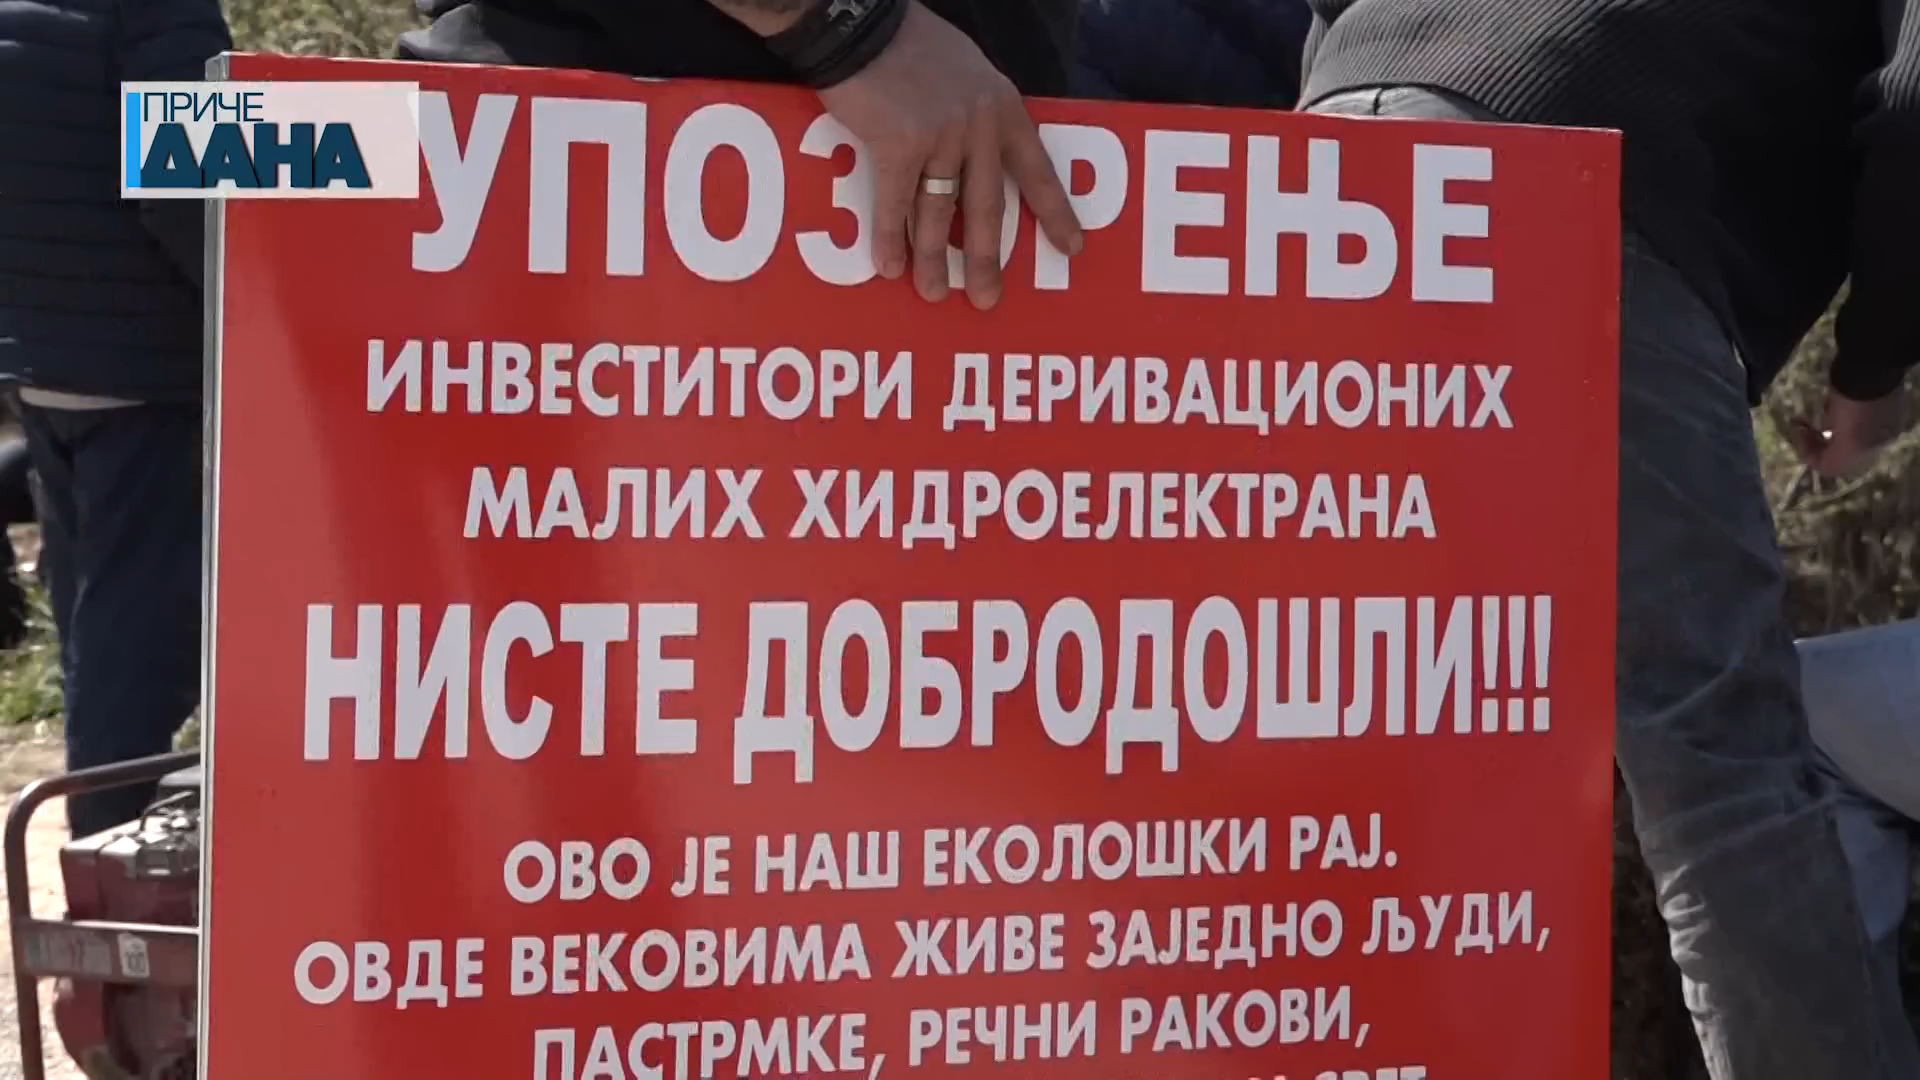 ПРИЧЕ
ДАНА
УПОЗОРЕЊЕ
ИНВЕСТИТОРИ ДЕРИВАЦИОНИХ
МАЛИХ ХИДРОЕЛЕКТРАНА
НИСТЕ ДОБРОДОШЛИ!!!
ОВО ЈЕ НАШ ЕКОЛОШКИ РАЈ.
ОВДЕ ВЕКОВИМА ЖИВЕ ЗАЈЕДНО ЉУДИ,
ПАСТРМКЕ, РЕЧНИ РАКОВИ,